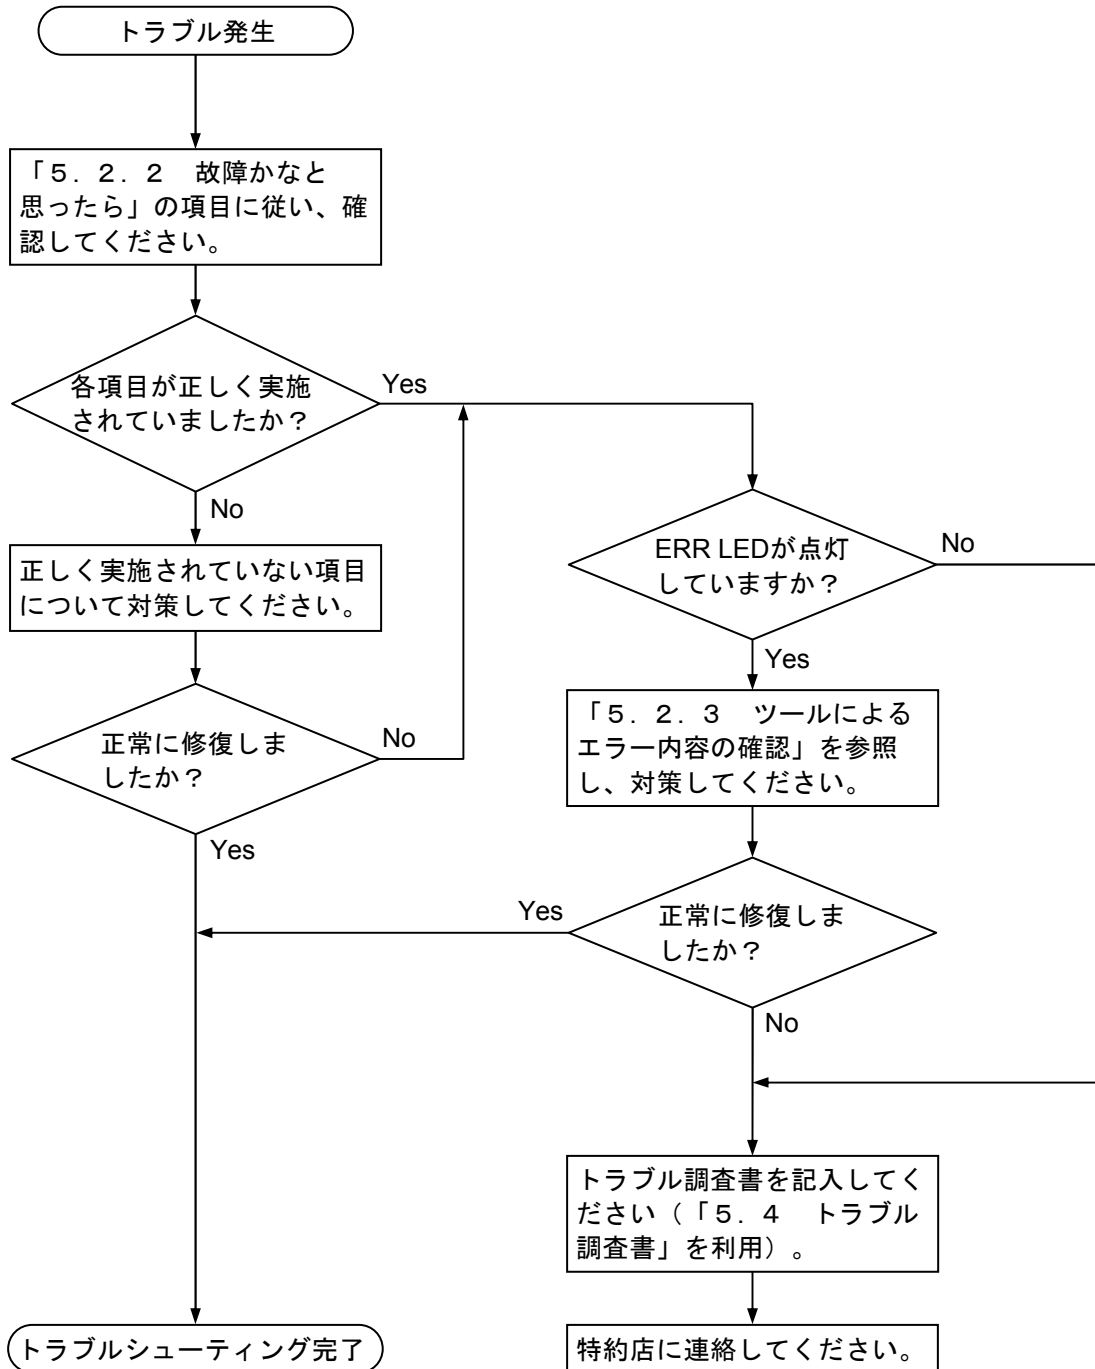 トラブル発生
「５．２．２　故障かなと
思ったら」の項目に従い、確
認してください。
各項目が正しく実施
されていましたか？
Yes
No
正しく実施されていない項目
について対策してください。
正常に修復しま
したか？
No
Yes
ERR LEDが点灯
していますか？
No
Yes
「５．２．３　ツールによる
エラー内容の確認」を参照
し、対策してください。
正常に修復しま
したか？
Yes
No
トラブル調査書を記入してく
ださい（「５．４　トラブル
調査書」を利用）。
トラブルシューティング完了
特約店に連絡してください。